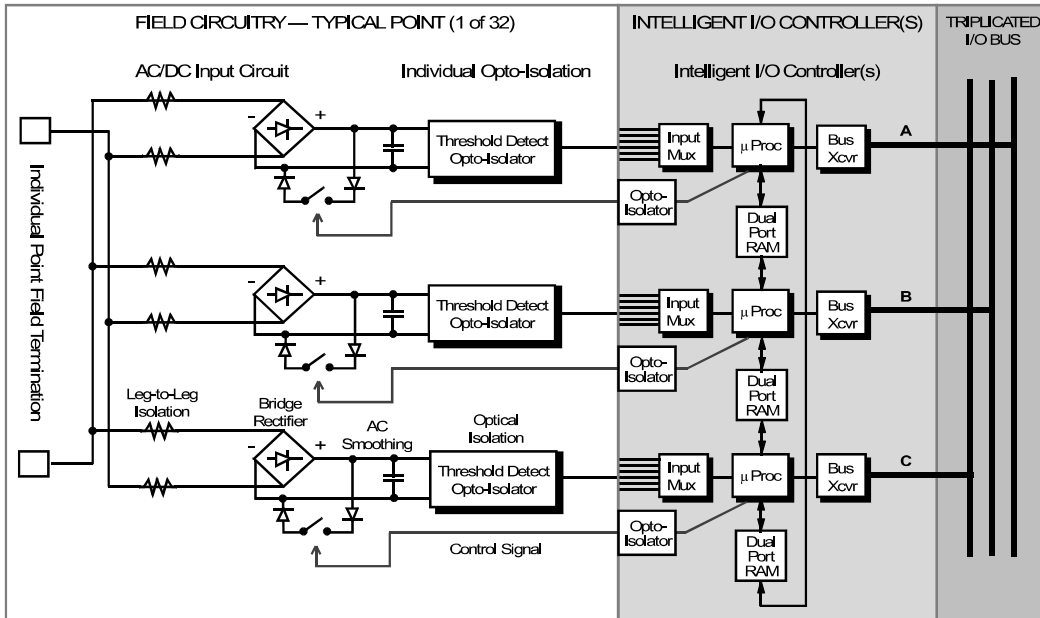 FIELD CIRCUITRY — TYPICAL POINT (1 of 32)
INTELLIGENT I/O CONTROLLER(S)
TRIPLICATED
I/O BUS
AC/DC Input Circuit
Individual Opto-Isolation
Intelligent I/O Controller(s)
Individual Point Field Termination
- +
Threshold Detect
Opto-Isolator
Input
Mux
µ Proc
Bus
Xcvr
A
Opto-
Isolator
Dual
Port
RAM
- +
Threshold Detect
Opto-Isolator
Input
Mux
µ Proc
Bus
Xcvr
B
Opto-
Isolator
Dual
Port
RAM
Leg-to-Leg
Isolation
Bridge
Rectifier
AC
Smoothing
Optical
Isolation
- +
Threshold Detect
Opto-Isolator
Input
Mux
µ Proc
Bus
Xcvr
C
Opto-
Isolator
Control Signal
Dual
Port
RAM